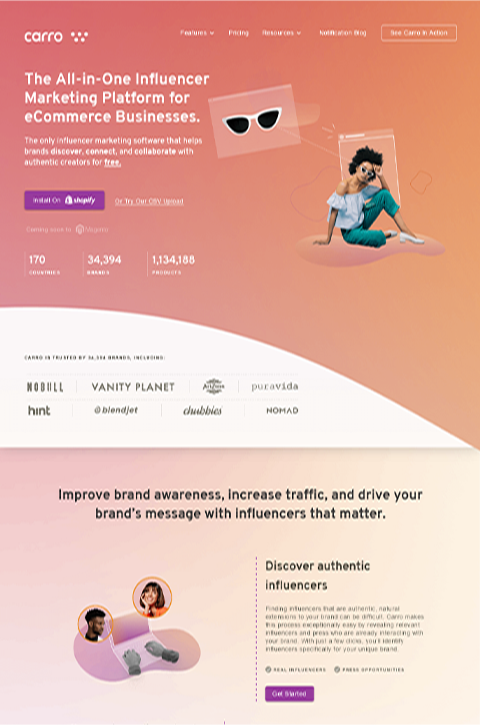 carro
Features
Pricing
Resources
Notification Blog
See Carro In Action
The All-in-One Influencer
Marketing Platform for
eCommerce Businesses.
The only influencer marketing software that helps
brands discover, connect, and collaborate with
authentic creators for free.
Install On shopify
Or Try Our CSV Upload
Coming soon to Magento
170
34,394
1,134,188
COUNTRIES
BRANDS
PRODUCTS
CARRO IS TRUSTED BY 34,394 BRANDS, INCLUDING:
NOBULL
VANITY PLANET
puravida
hint
blendjet
chubbies
NOMAD
Improve brand awareness, increase traffic, and drive your
brand's message with influencers that matter.
Discover authentic
influencers
Finding influencers that are authentic, natural
extensions to your brand can be difficult. Carro makes
this process exceptionally easy by revealing relevant
influencers and press who are already interacting with
your brand. With just a few clicks, you'll identify
influencers specifically for your unique brand.
REAL INFLUENCERS
PRESS OPPORTUNITIES
Get Started